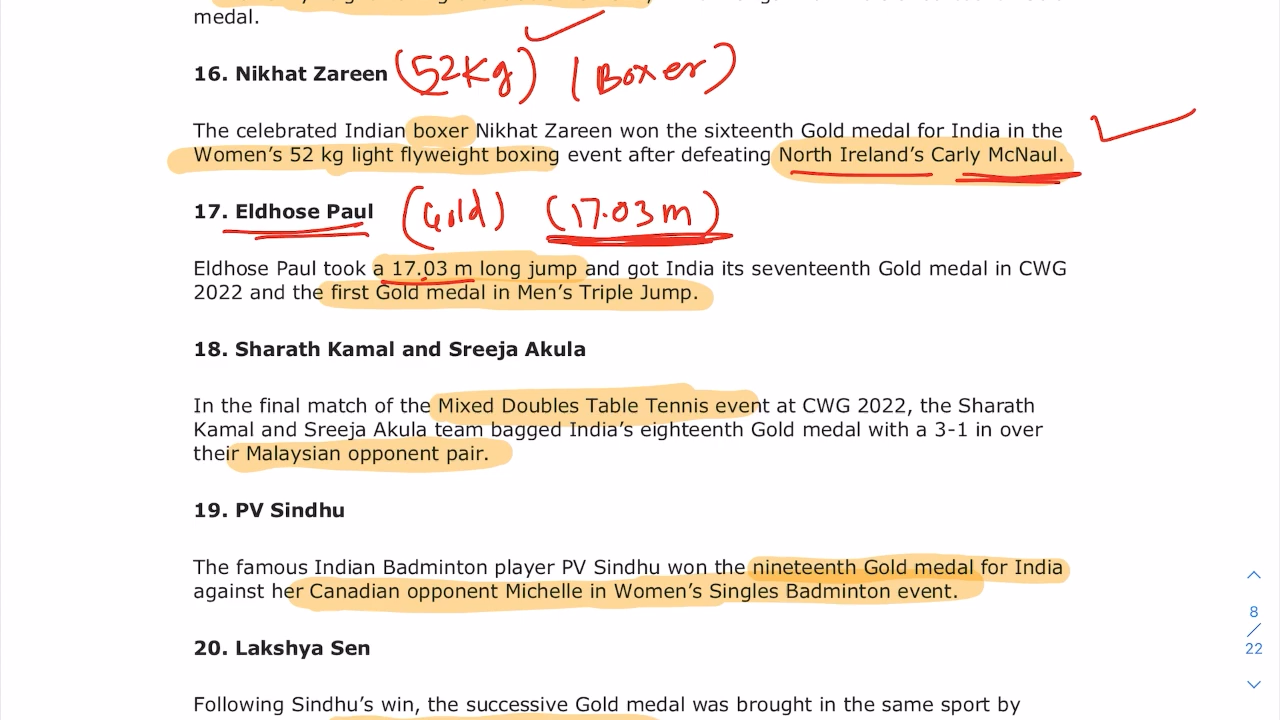 medal.
16. Nikhat Zareen (52Kg) (Boxer)
The celebrated Indian boxer Nikhat Zareen won the sixteenth Gold medal for India in the
Women's 52 kg light flyweight boxing event after defeating North Ireland's Carly McNaul.
17. Eldhose Paul (Gold) (17.03m)
Eldhose Paul took a 17.03 m long jump and got India its seventeenth Gold medal in CWG
2022 and the first Gold medal in Men's Triple Jump.
18. Sharath Kamal and Sreeja Akula
In the final match of the Mixed Doubles Table Tennis event at CWG 2022, the Sharath
Kamal and Sreeja Akula team bagged India's eighteenth Gold medal with a 3-1 in over
their Malaysian opponent pair.
19. PV Sindhu
The famous Indian Badminton player PV Sindhu won the nineteenth Gold medal for India
against her Canadian opponent Michelle in Women's Singles Badminton event.
20. Lakshya Sen
Following Sindhu's win, the successive Gold medal was brought in the same sport by
8
/
22